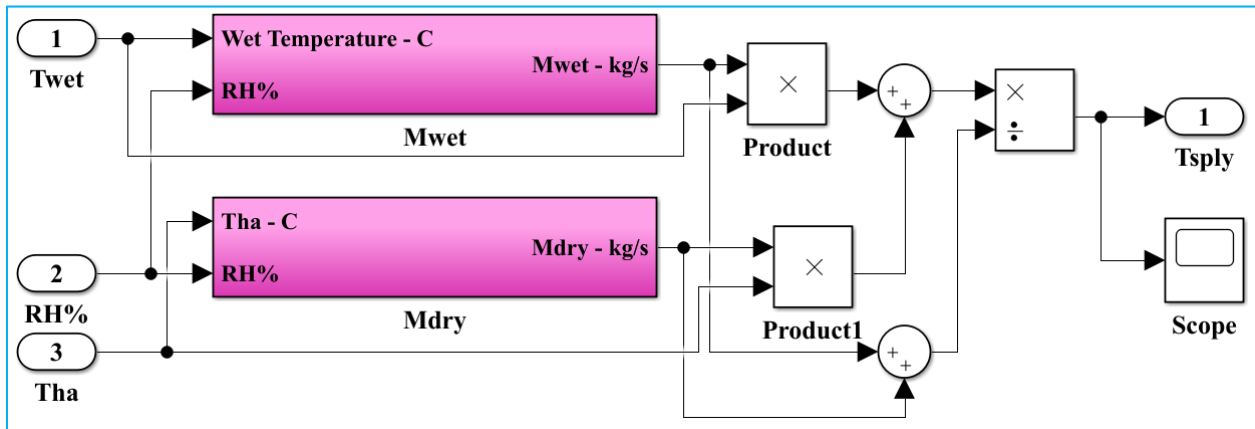 1
Twet
Wet Temperature - C
RH%
Mwet - kg/s
Mwet
×
Product
+
+
×
÷
1
Tsply
2
RH%
3
Tha
Tha - C
RH%
Mdry - kg/s
Mdry
×
Product1
+
+
Scope